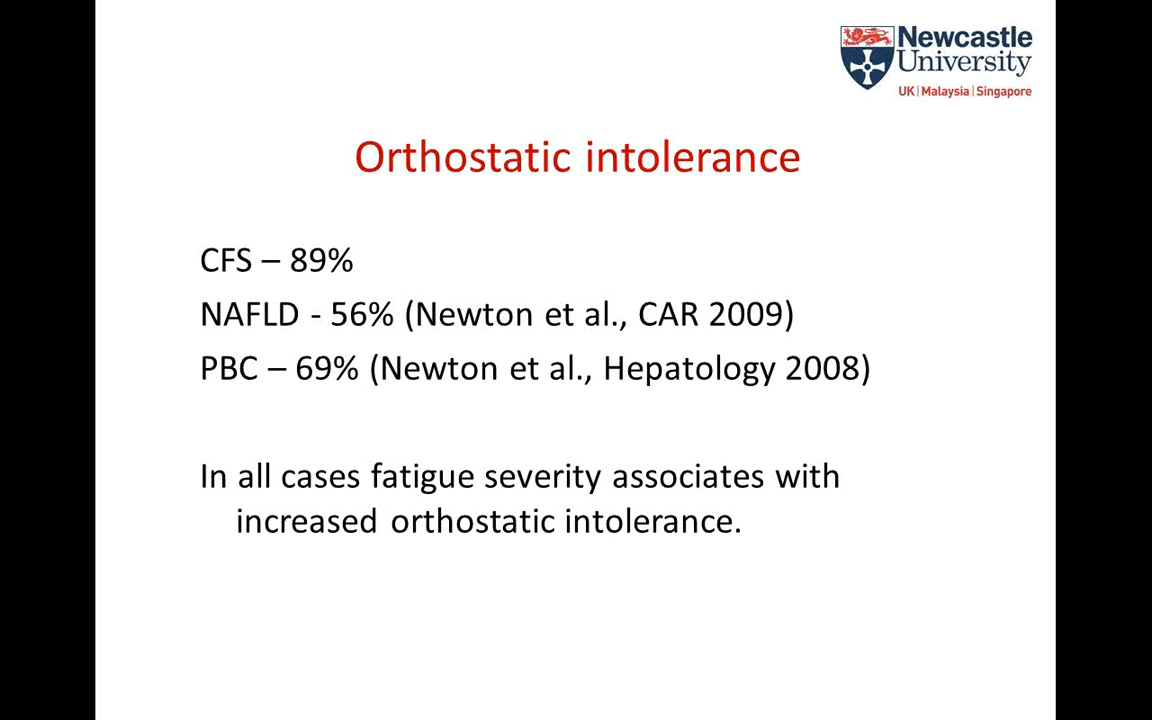 Newcastle
University
UK | Malaysia | Singapore
Orthostatic intolerance
CFS – 89%
NAFLD - 56% (Newton et al., CAR 2009)
PBC – 69% (Newton et al., Hepatology 2008)
In all cases fatigue severity associates with
increased orthostatic intolerance.